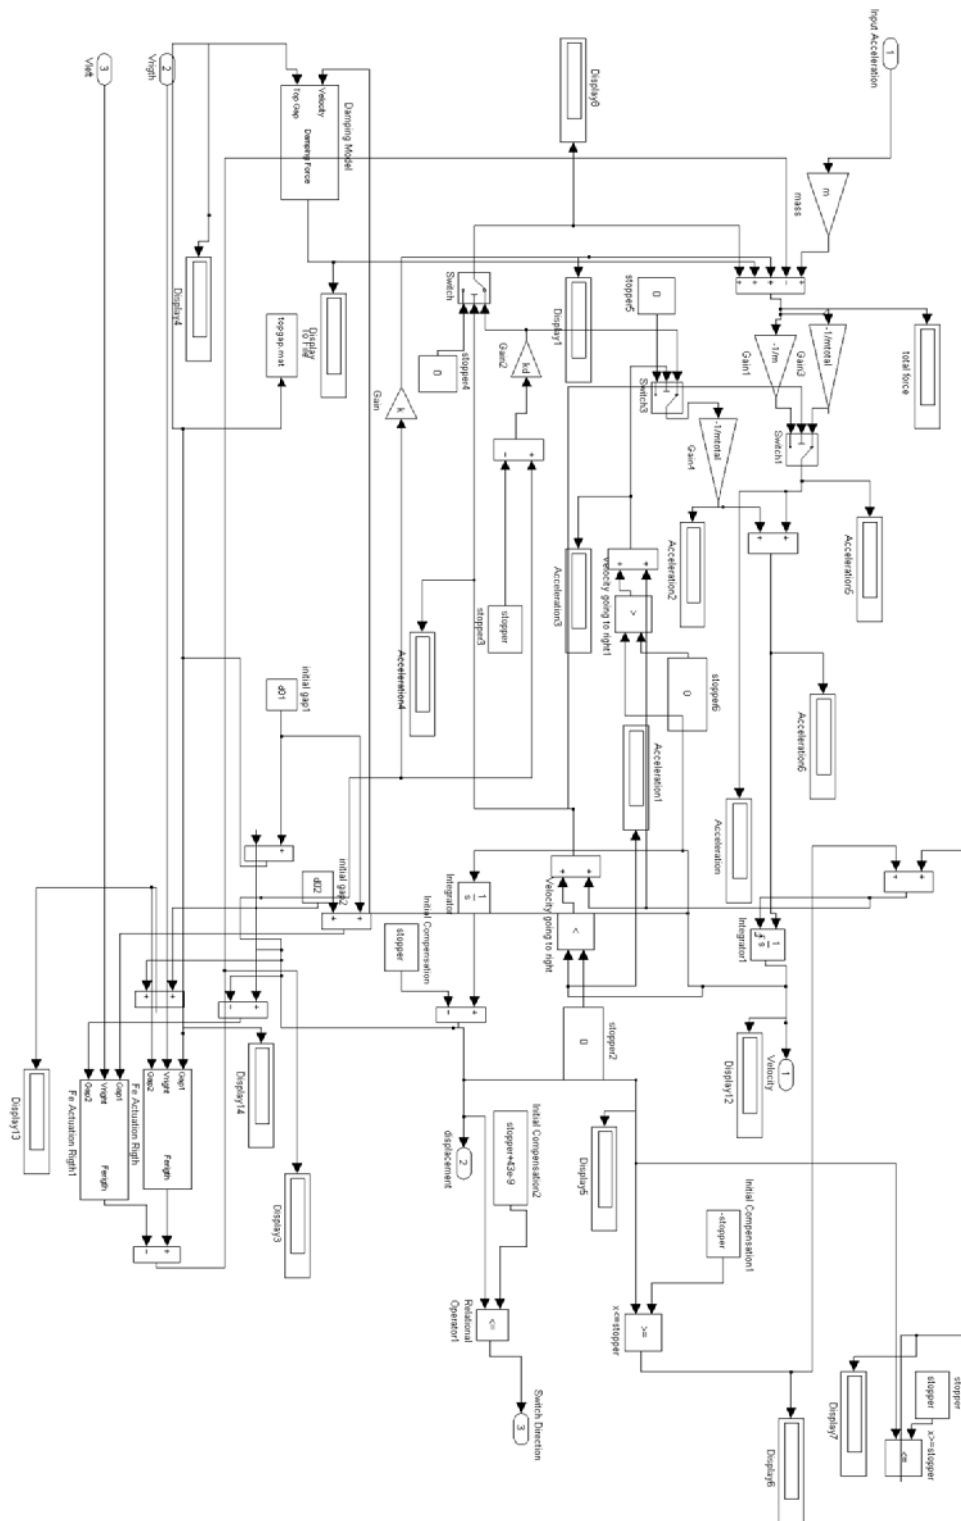 1
Input Acceleration
m
mass
+
-
+
+
+
-1/m
Gain1
-1/mtotal
Gain3
total force
Switch1
Acceleration5
+
+
Acceleration6
Acceleration
+
+
1
s
Integrator1
Velocity
1
Display12
Display8
0
stopper5
Switch3
-1/mtotal
Gain4
Acceleration2
Display1
Switch
0
stopper4
kd
Gain2
+
-
stopper
stopper3
k
Gain
Acceleration4
Acceleration3
+
+
>
Velocity going to right1
0
stopper6
Acceleration1
+
+
<
Velocity going to right
0
stopper2
1
s
Integrator
stopper
Initial Compensation
+
-
2
displacement
stopper+43e-9
Initial Compensation2
Display5
-stopper
Initial Compensation1
>=
x<=stopper
<=
Relational
Operator1
3
Switch Direction
Display6
Display7
stopper
stopper
<=
x>=stopper
2
Vrigth
3
Vleft
Velocity
Top Gap
Damping Force
Damping Model
Display4
Display
topgap.mat
To File
d01
initial gap1
+
d02
initial gap2
+
+
+
+
+
-
Gap1
Vright
Gap2
Ferigth
Fe Actuation Rigth
Gap1
Vright
Gap2
Ferigth
Fe Actuation Rigth1
+
-
Display13
Display14
Display3